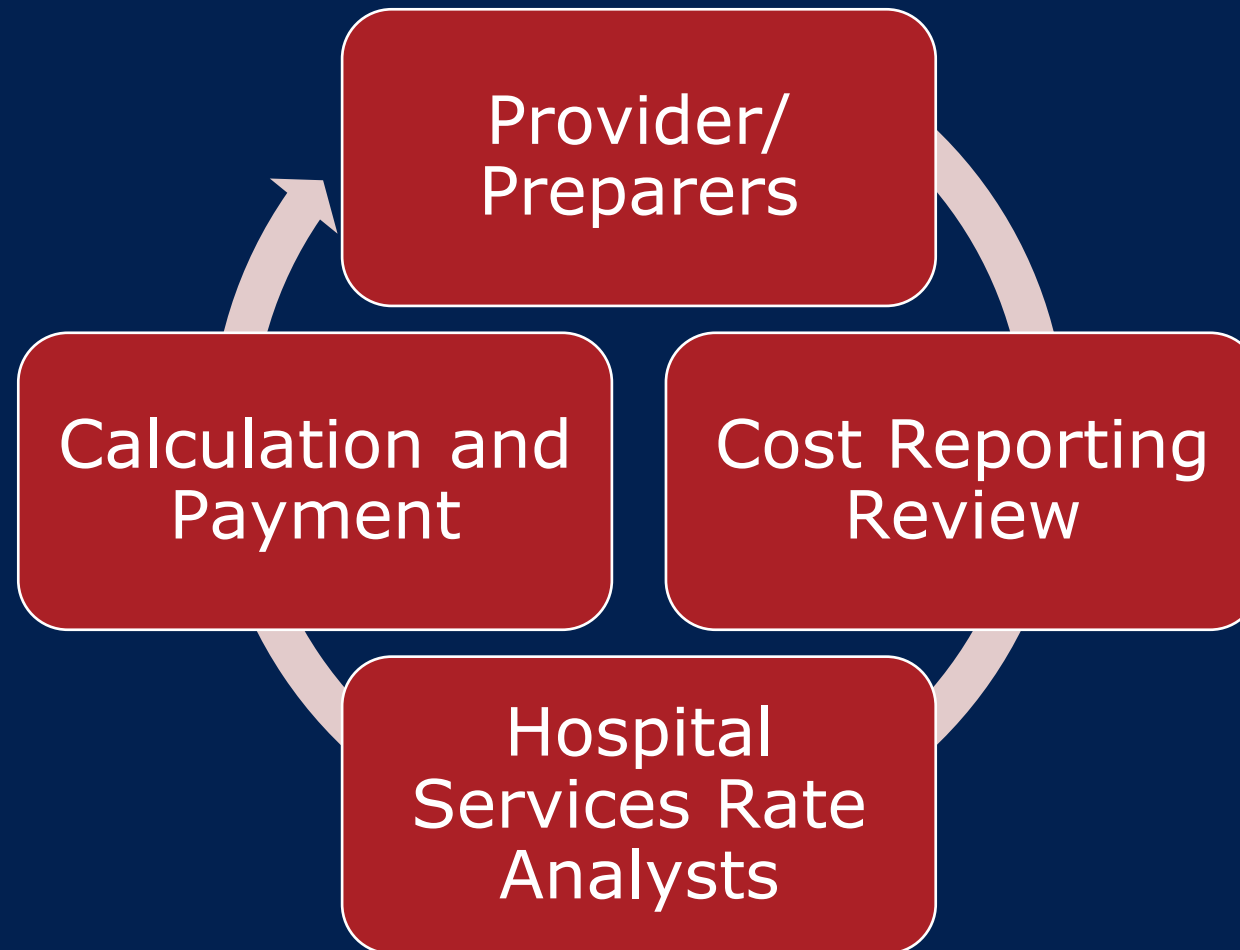 Provider/
Preparers
Cost Reporting
Review
Hospital
Services Rate
Analysts
Calculation and
Payment